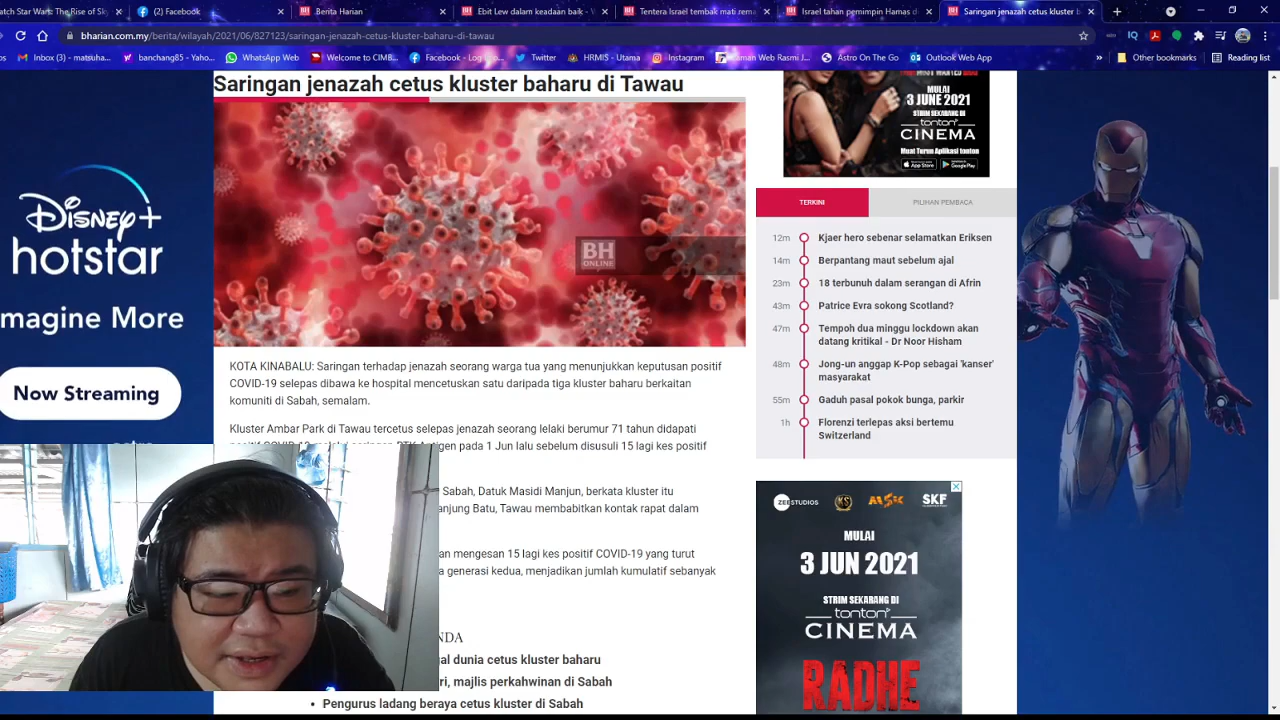 atch Star Wars: The Rise of Sky
(2) Facebook
Berita Harian
Ebit Lew dalam keadaan baik -
Tentera Israel tembak mati rema
Israel tahan pemimpin Hamas d
Saringan jenazah cetus kluster b
bharian.com.my/berita/wilayah/2021/06/827123/saringan-jenazah-cetus-kluster-baharu-di-tawau
Inbox (3) - matsuha...
banchang85 - Yaho...
WhatsApp Web
Welcome to CIMB...
Facebook - Log
Twitter
HRMIS - Utama
Instagram
Laman Web Rasmi J...
Astro On The Go
Outlook Web App
»
Other bookmarks
Reading list
Saringan jenazah cetus kluster baharu di Tawau
BH
ONLINE
KOTA KINABALU: Saringan terhadap jenazah seorang warga tua yang menunjukkan keputusan positif
COVID-19 selepas dibawa ke hospital mencetuskan satu daripada tiga kluster baharu berkaitan
komuniti di Sabah, semalam.
Kluster Ambar Park di Tawau tercetus selepas jenazah seorang lelaki berumur 71 tahun didapati
positif COVID-19 melalui saringan RTK Antigen pada 1 Jun lalu sebelum disusuli 15 lagi kes positif
Sabah, Datuk Masidi Manjun, berkata kluster itu
anjung Batu, Tawau membabitkan kontak rapat dalam
an mengesan 15 lagi kes positif COVID-19 yang turut
a generasi kedua, menjadikan jumlah kumulatif sebanyak
NDA
al dunia cetus kluster baharu
ri, majlis perkahwinan di Sabah
• Pengurus ladang beraya cetus kluster di Sabah
Disney+
hotstar
magine More
Now Streaming
MULAI
3 JUNE 2021
STRIM SEKARANG DI
tonton
CINEMA
Muat Turun Aplikasi tonton
App Store
Google Play
TERKINI
PILIHAN PEMBACA
12m Kjaer hero sebenar selamatkan Eriksen
14m Berpantang maut sebelum ajal
23m 18 terbunuh dalam serangan di Afrin
43m Patrice Evra sokong Scotland?
47m Tempoh dua minggu lockdown akan
datang kritikal - Dr Noor Hisham
48m Jong-un anggap K-Pop sebagai 'kanser'
masyarakat
55m Gaduh pasal pokok bunga, parkir
1h Florenzi terlepas aksi bertemu
Switzerland
ZEE STUDIOS
SKF
MULAI
3 JUN 2021
STRIM SEKARANG DI
tonton
CINEMA
RADHE